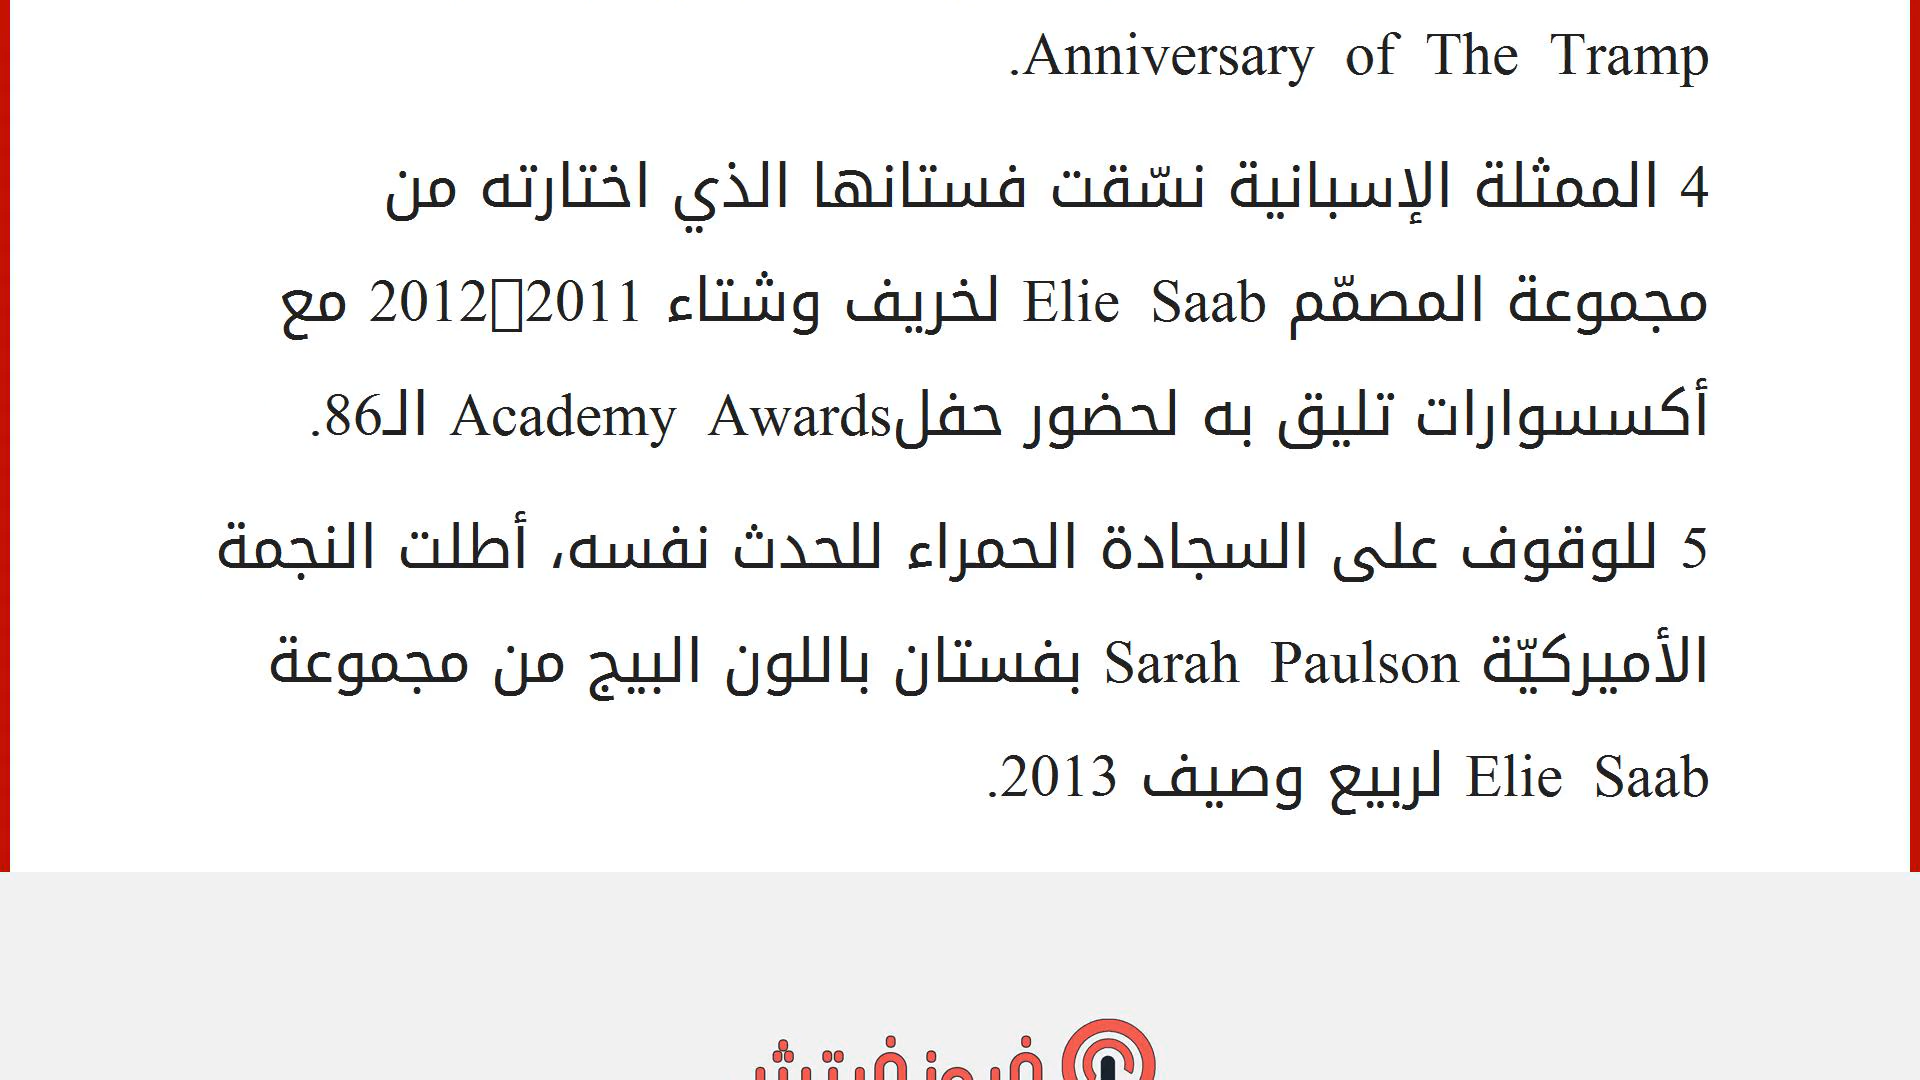 Anniversary of The Tramp.
4 الممثلة الإسبانية نسّقت فستانها الذي اختارته من
مجموعة المصمّم Elie Saab لخريف وشتاء 2011￿2012 مع
أكسسوارات تليق به لحضور حفلAcademy Awards الـ86.
5 للوقوف على السجادة الحمراء للحدث نفسه، أطلت النجمة
الأميركيّة Sarah Paulson بفستان باللون البيج من مجموعة
Elie Saab لربيع وصيف 2013.